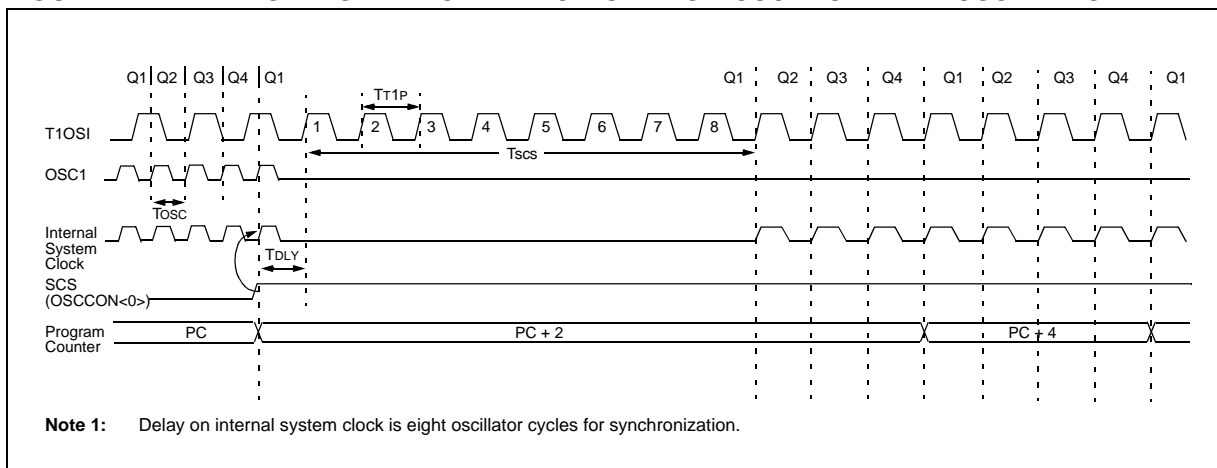 Q1 Q2 Q3 Q4 Q1 Q1 Q2 Q3 Q4 Q1 Q2 Q3 Q4 Q1
TT1P
T1OSI 1 2 3 4 5 6 7 8
TSCS
OSC1
TOSC
Internal
System
Clock
TDLY
SCS
(OSCCON<0>)
Program
Counter
PC PC + 2 PC + 4
Note 1: Delay on internal system clock is eight oscillator cycles for synchronization.